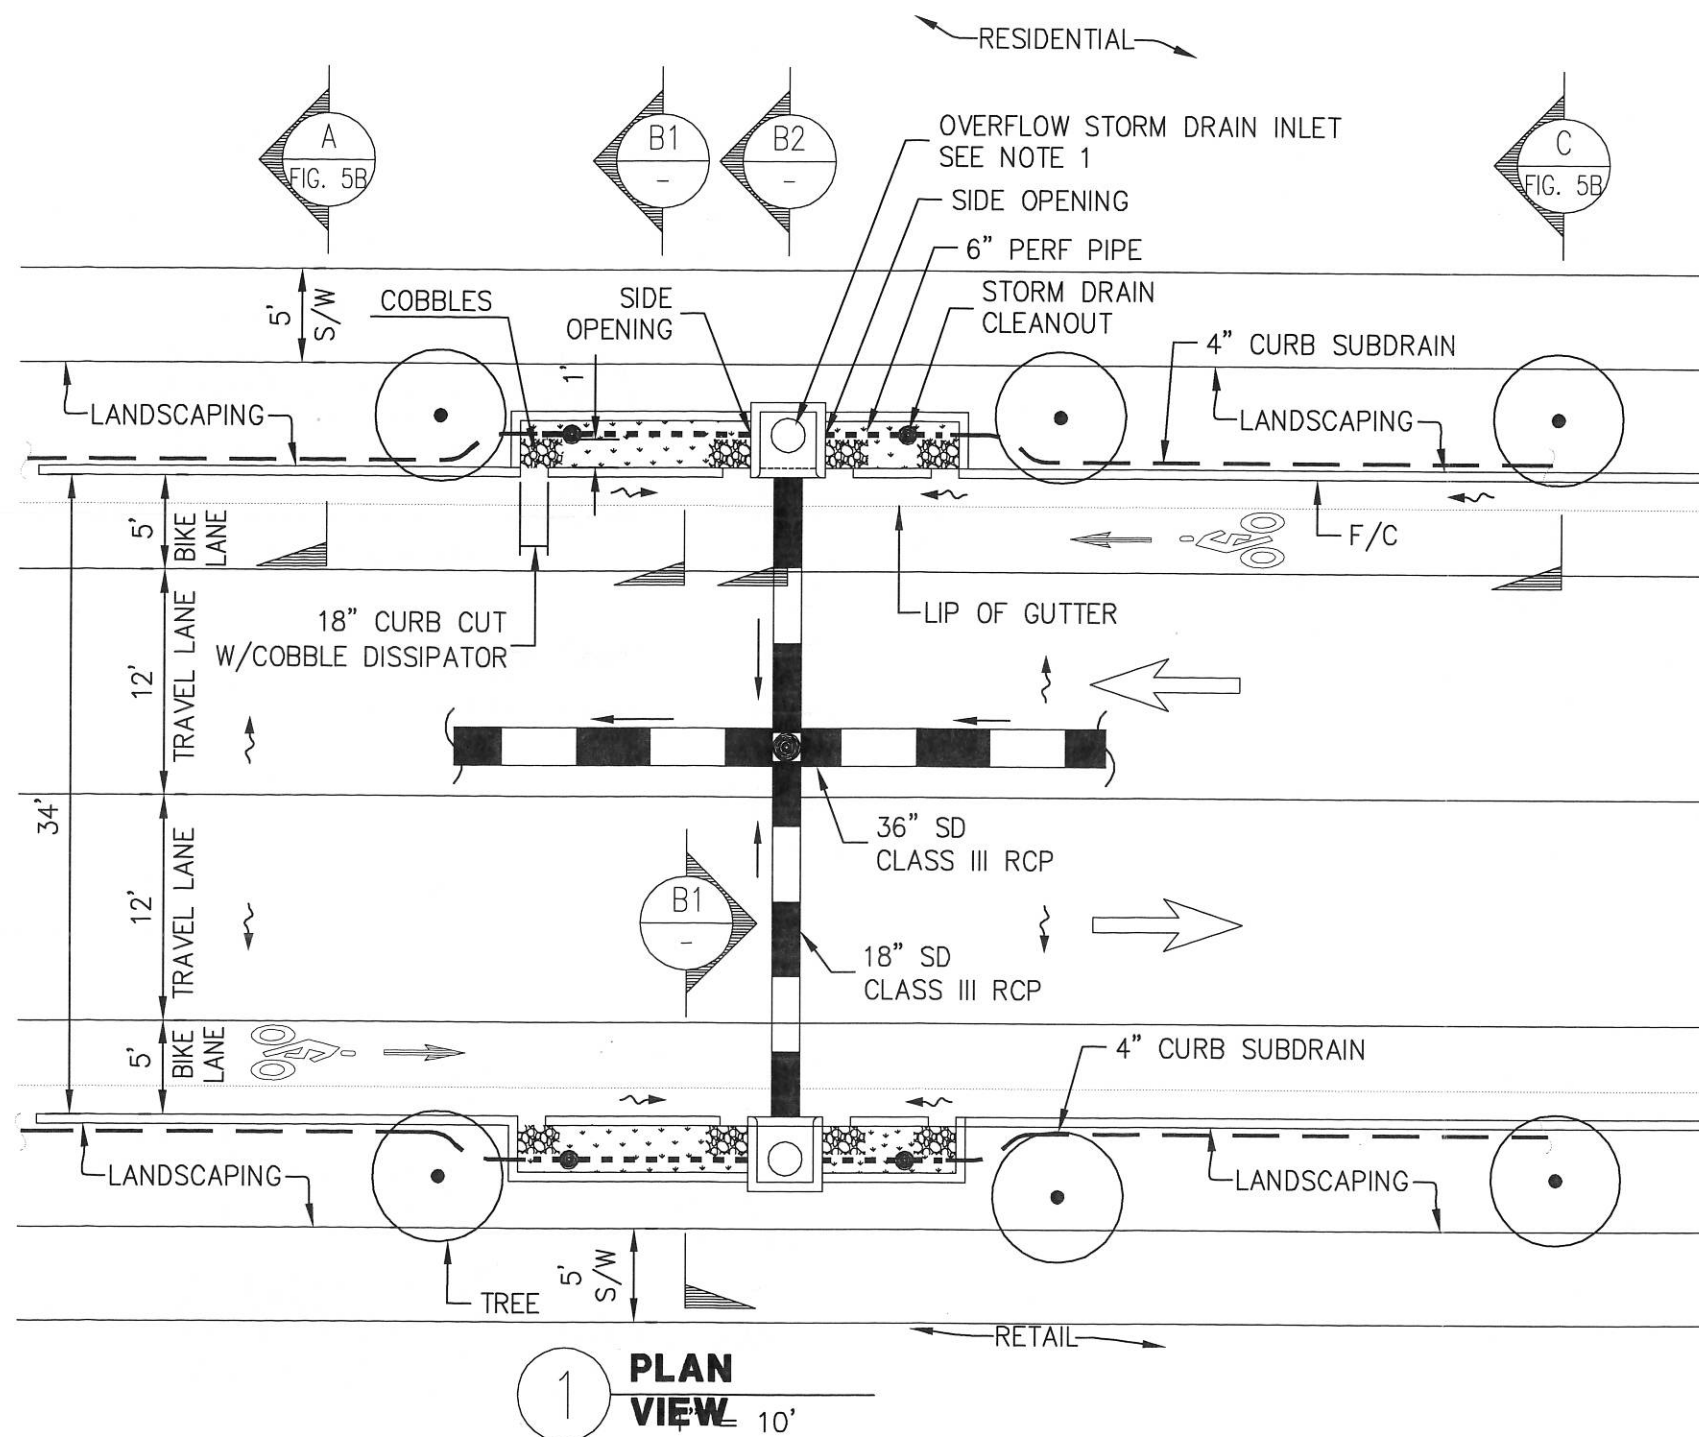 RESIDENTIAL
A
FIG. 5B
B1
-
B2
-
C
FIG. 5B
OVERFLOW STORM DRAIN INLET
SEE NOTE 1
SIDE OPENING
6" PERF PIPE
STORM DRAIN
CLEANOUT
5'
S/W
COBBLES
SIDE
OPENING
1'
4" CURB SUBDRAIN
LANDSCAPING
LANDSCAPING
5'
BIKE
LANE
F/C
18" CURB CUT
W/COBBLE DISSIPATOR
LIP OF GUTTER
12'
TRAVEL LANE
34'
36" SD
CLASS III RCP
12'
TRAVEL LANE
B1
-
18" SD
CLASS III RCP
5'
BIKE
LANE
4" CURB SUBDRAIN
LANDSCAPING
LANDSCAPING
5'
S/W
TREE
RETAIL
1
PLAN
VIEW
1" = 10'